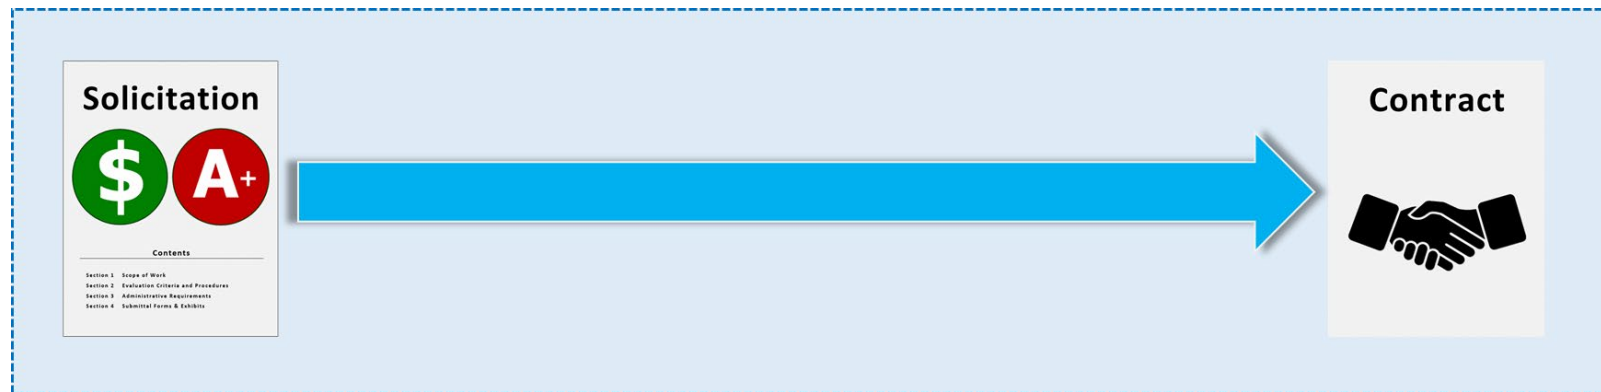 Solicitation
$ A+
Contents
Section 1 Scope of Work
Section 2 Evaluation Criteria and Procedures
Section 3 Administrative Requirements
Section 4 Submittal Forms & Exhibits
Contract